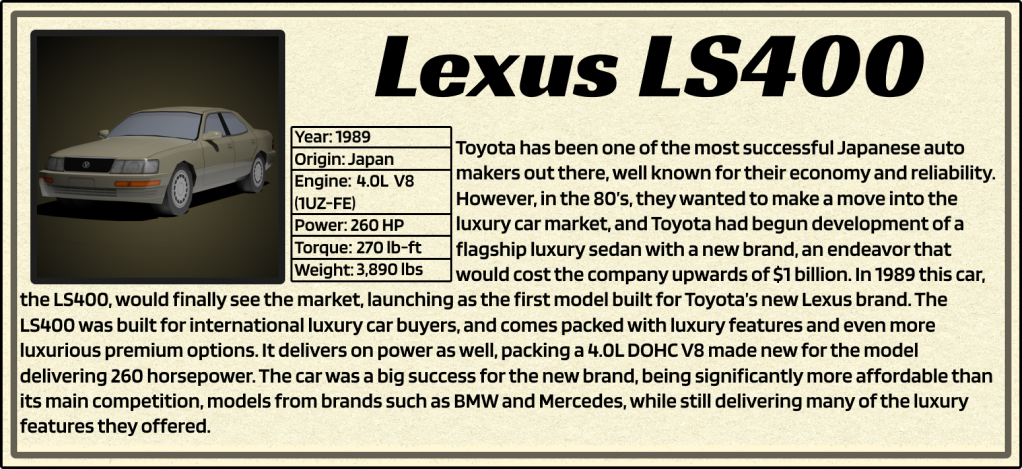 Lexus LS400
Year: 1989
Origin: Japan
Engine: 4.0L V8
(1UZ-FE)
Power: 260 HP
Torque: 270 lb-ft
Weight: 3,890 lbs
Toyota has been one of the most successful Japanese auto
makers out there, well known for their economy and reliability.
However, in the 80's, they wanted to make a move into the
luxury car market, and Toyota had begun development of a
flagship luxury sedan with a new brand, an endeavor that
would cost the company upwards of $1 billion. In 1989 this car,
the LS400, would finally see the market, launching as the first model built for Toyota's new Lexus brand. The
LS400 was built for international luxury car buyers, and comes packed with luxury features and even more
luxurious premium options. It delivers on power as well, packing a 4.0L DOHC V8 made new for the model
delivering 260 horsepower. The car was a big success for the new brand, being significantly more affordable than
its main competition, models from brands such as BMW and Mercedes, while still delivering many of the luxury
features they offered.